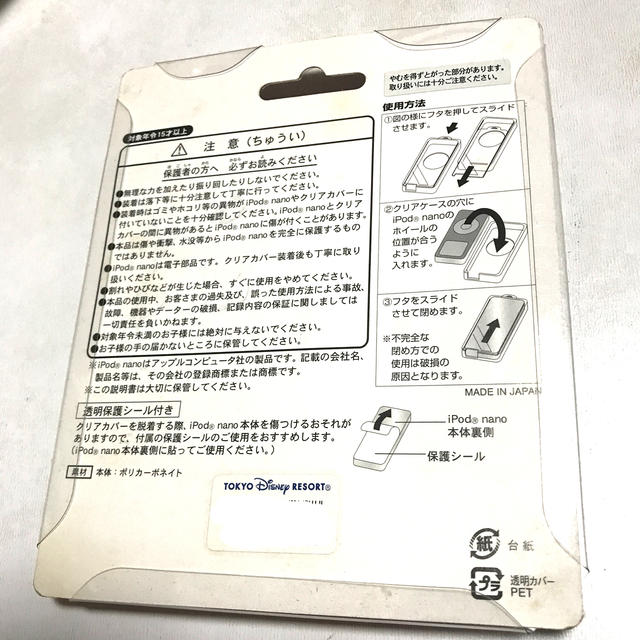 やむを得ずとがった部分があります。
取り扱いには十分ご注意ください。
対象年令15才以上
注意（ちゅうい）
保護者の方へ 必ずお読みください
●無理な力を加えたり振り回したりしないでください。
●装着は落下等に十分注意して丁寧に行ってください。
●装着時はゴミやホコリ等の異物がiPod® nanoやクリアカバーに
付いていないことを十分確認してください。iPod® nanoとクリア
カバーの間に異物があるとiPod® nanoに傷が付くことがあります。
●本品は傷や衝撃、水没等からiPod® nanoを完全に保護するもの
ではありません。
●iPod® nanoは電子部品です。クリアカバー装着後も丁寧に取り
扱いください。
●割れやひびなどが生じた場合、すぐに使用をやめてください。
●本品の使用中、お客さまの過失及び、誤った使用方法による事故、
故障、機器やデーターの破損、記録内容の保証に関しましては
一切責任を負いかねます。
●対象年令未満のお子様には絶対に与えないでください。
●お子様の手の届かないところに保管してください。
※iPod® nanoはアップルコンピュータ社の製品です。記載の会社名、
製品名等は、その会社の登録商標または商標です。
※この説明書は大切に保管してください。
使用方法
①図の様にフタを押してスライド
させます。
②クリアケースの穴に
iPod® nanoの
ホイールの
位置が合う
ように
入れます。
③フタをスライド
させて閉めます。
※不完全な
閉め方での
使用は破損の
原因となります。
MADE IN JAPAN
透明保護シール付き
クリアカバーを脱着する際、iPod® nano本体を傷つけるおそれが
ありますので、付属の保護シールのご使用をおすすめします。
（iPod® nano本体裏側に貼ってご使用ください。）
iPod® nano
本体裏側
保護シール
素材 本体：ポリカーボネイト
TOKYO Disney RESORT®
紙 台紙
プラ 透明カバー
PET